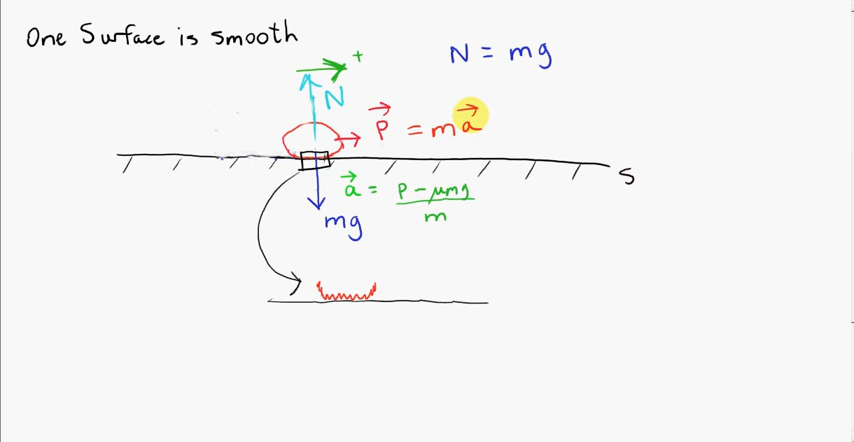 One Surface is smooth
N = mg
+
N
P⃗ = ma⃗
S
a⃗ = (P - μmg)/m
mg